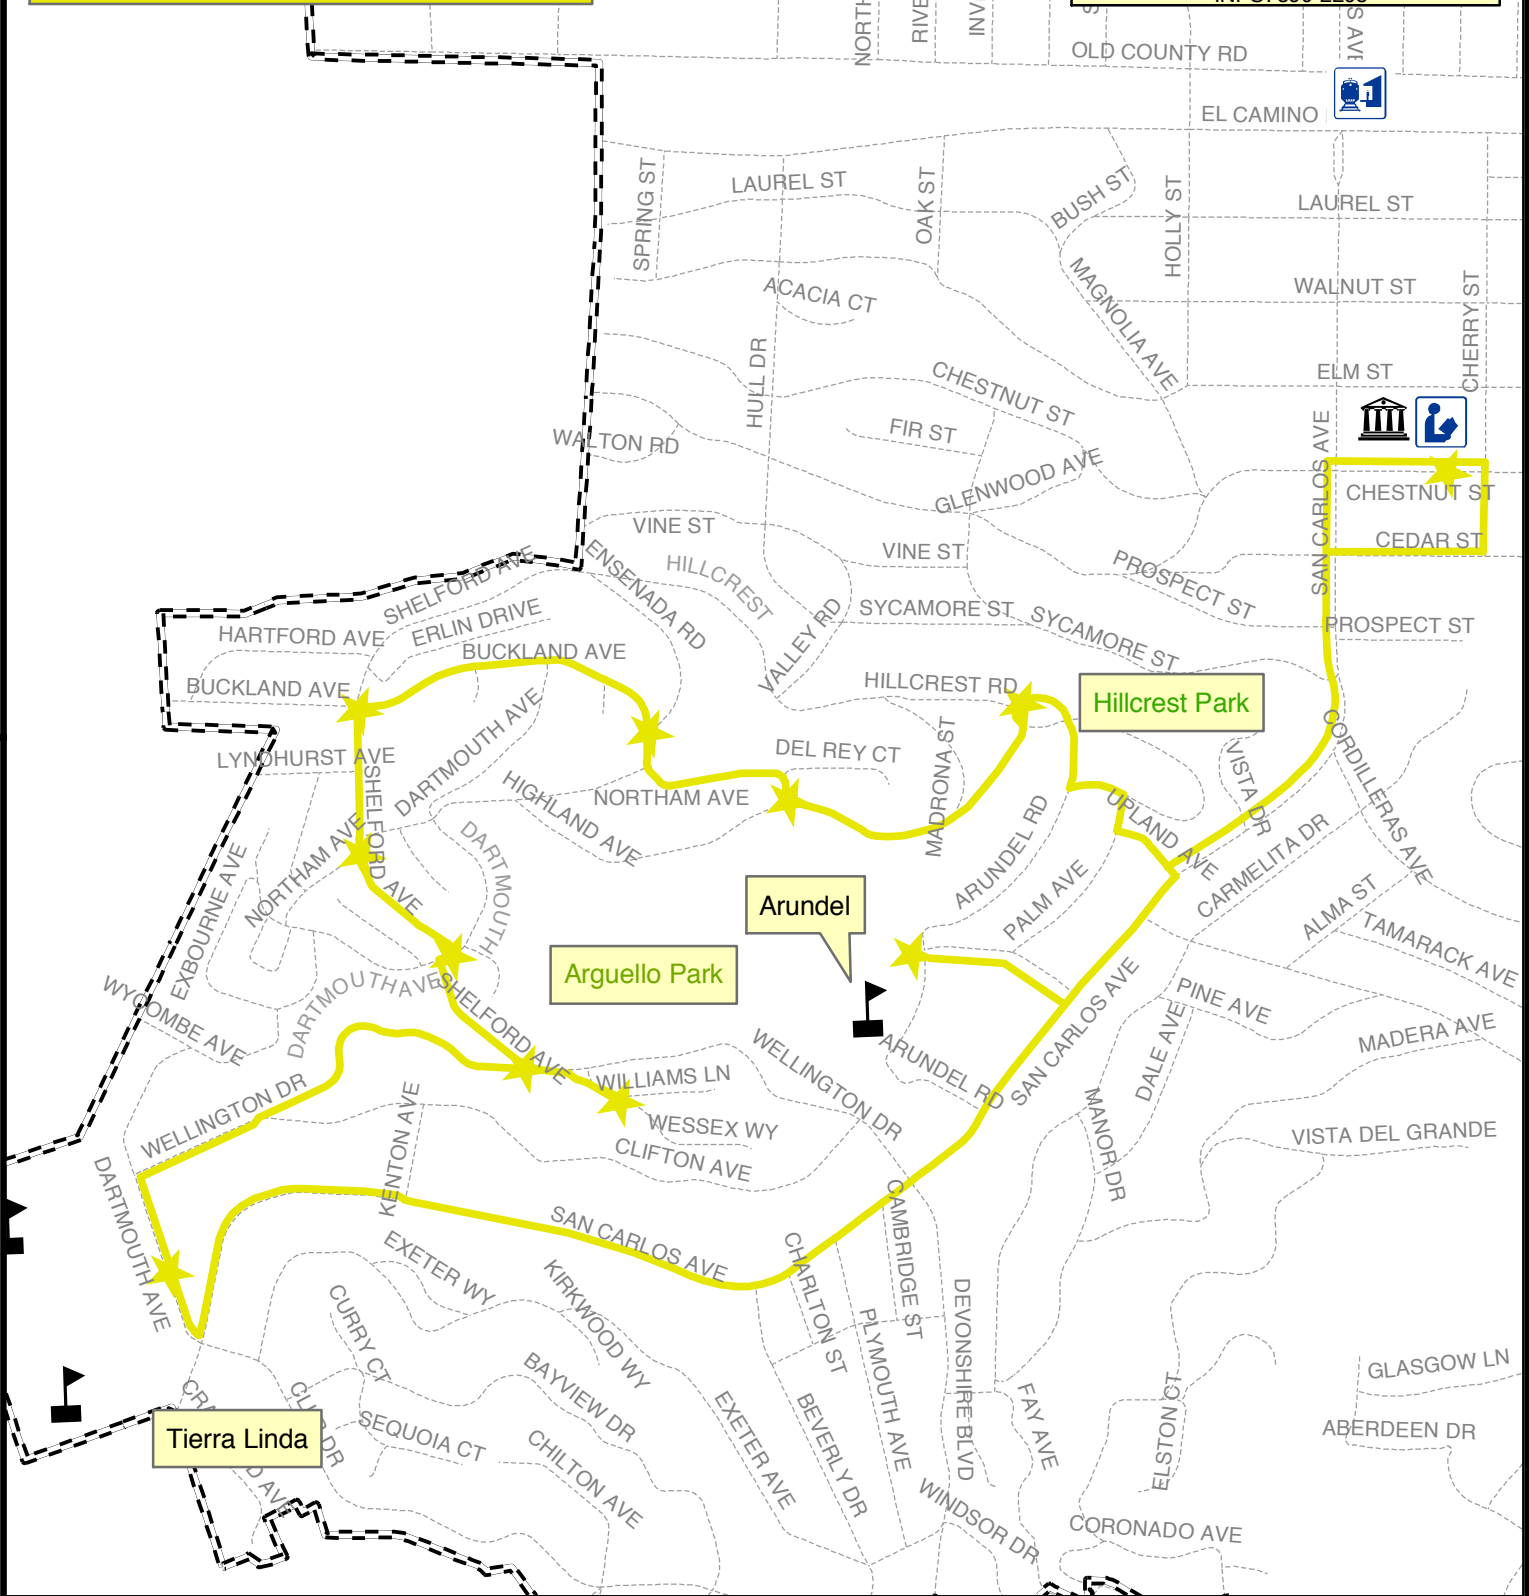 NORTH
RIVE
INV
S AVE
OLD COUNTY RD
EL CAMINO
SPRING ST
LAUREL ST
OAK ST
BUSH ST
HOLLY ST
LAUREL ST
ACACIA CT
MAGNOLIA AVE
WALNUT ST
CHERRY ST
HULL DR
CHESTNUT ST
ELM ST
WALTON RD
FIR ST
GLENWOOD AVE
SAN CARLOS AVE
CHESTNUT ST
VINE ST
VINE ST
CEDAR ST
SHELFORD AVE
ENSENADA RD
HILLCREST
PROSPECT ST
HARTFORD AVE
ERLIN DRIVE
VALLEY RD
SYCAMORE ST
SYCAMORE ST
PROSPECT ST
BUCKLAND AVE
BUCKLAND AVE
HILLCREST RD
Hillcrest Park
LYNDHURST AVE
DARTMOUTH AVE
DEL REY CT
MADRONA ST
VISTA DR
CORDILLERAS AVE
SHELFORD AVE
HIGHLAND AVE
NORTHAM AVE
UPLAND AVE
NORTHAM AVE
DARTMOUTH
ARUNDEL RD
CARMELITA DR
EXBOURNE AVE
Arundel
PALM AVE
ALMA ST
TAMARACK AVE
Arguello Park
WYCOMBE AVE
DARTMOUTH AVE
SHELFORD AVE
SAN CARLOS AVE
PINE AVE
MADERA AVE
WELLINGTON DR
WILLIAMS LN
WELLINGTON DR
ARUNDEL RD
DALE AVE
KENTON AVE
WESSEX WY
CLIFTON AVE
MANOR DR
VISTA DEL GRANDE
DARTMOUTH AVE
SAN CARLOS AVE
CAMBRIDGE ST
EXETER WY
KIRKWOOD WY
CHARLTON ST
CURRY CT
PLYMOUTH AVE
DEVONSHIRE BLVD
BAYVIEW DR
GLASGOW LN
EXETER AVE
BEVERLY DR
FAY AVE
ELSTON CT
Tierra Linda
SEQUOIA CT
CHILTON AVE
ABERDEEN DR
WINDSOR DR
CORONADO AVE